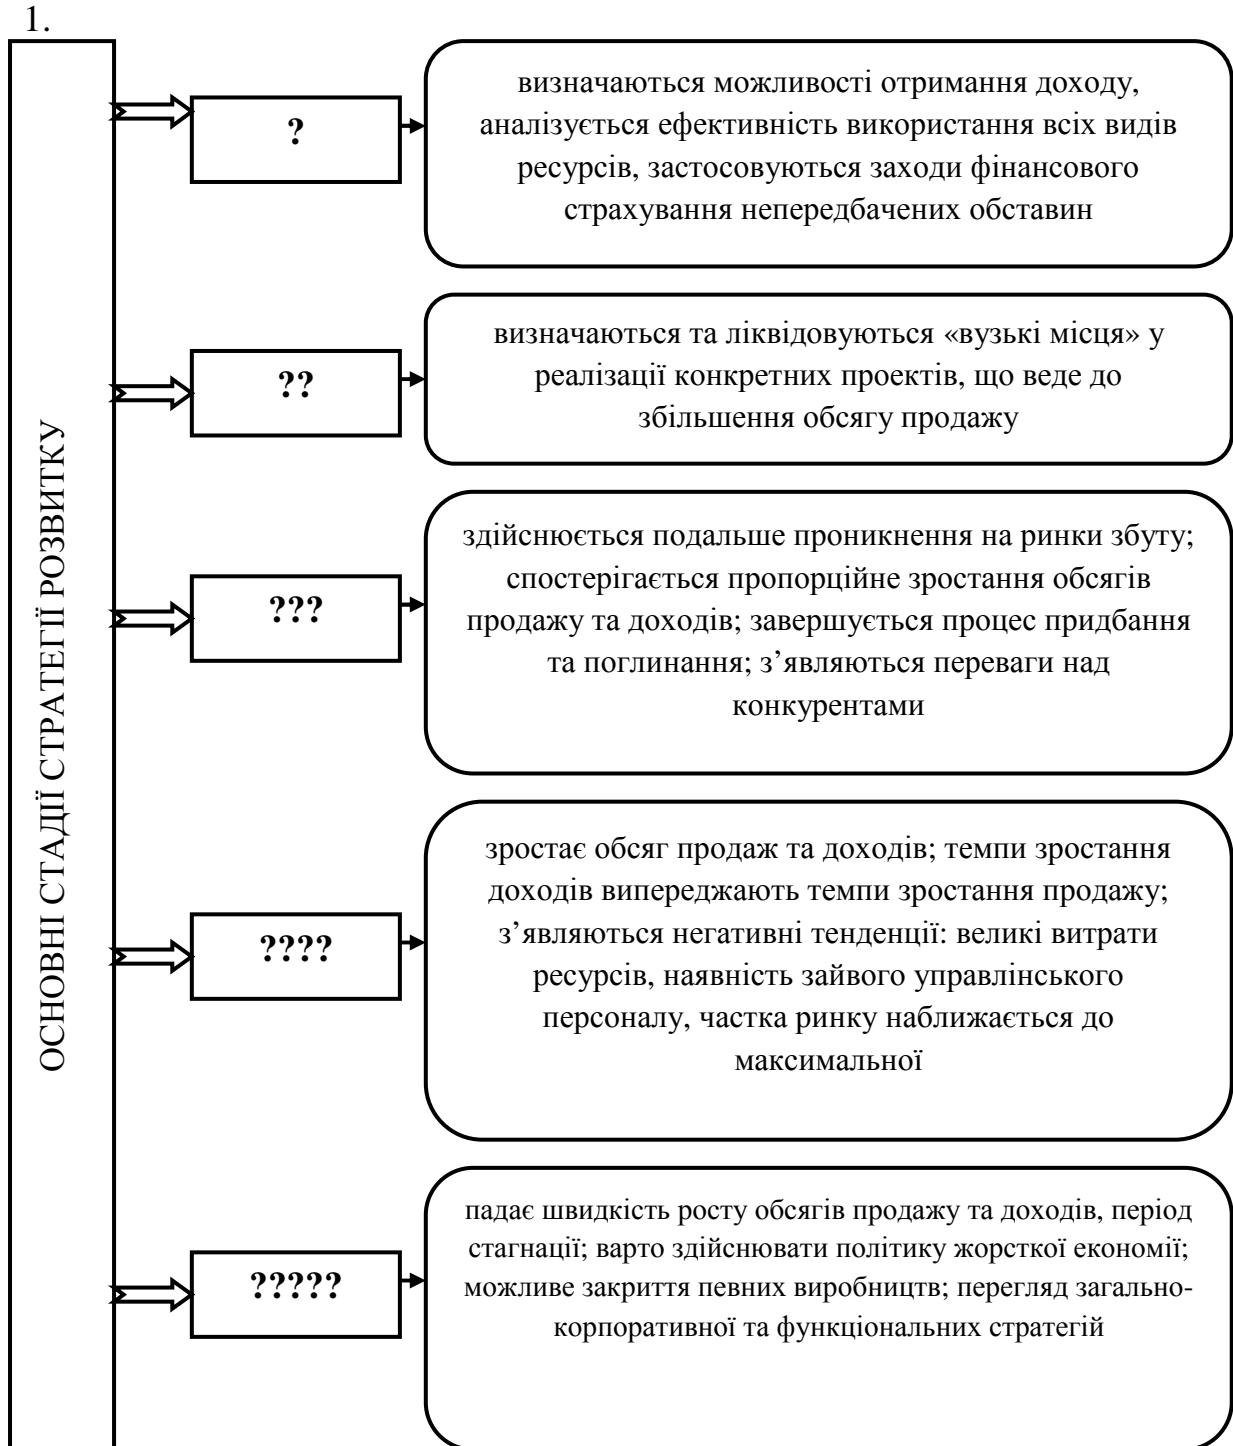 1.
ОСНОВНІ СТАДІЇ СТРАТЕГІЇ РОЗВИТКУ
?
визначаються можливості отримання доходу,
аналізується ефективність використання всіх видів
ресурсів, застосовуються заходи фінансового
страхування непередбачених обставин
??
визначаються та ліквідовуються «вузькі місця» у
реалізації конкретних проектів, що веде до
збільшення обсягу продажу
???
здійснюється подальше проникнення на ринки збуту;
спостерігається пропорційне зростання обсягів
продажу та доходів; завершується процес придбання
та поглинання; з’являються переваги над
конкурентами
????
зростає обсяг продаж та доходів; темпи зростання
доходів випереджають темпи зростання продажу;
з’являються негативні тенденції: великі витрати
ресурсів, наявність зайвого управлінського
персоналу, частка ринку наближається до
максимальної
?????
падає швидкість росту обсягів продажу та доходів, період
стагнації; варто здійснювати політику жорсткої економії;
можливе закриття певних виробництв; перегляд загально-
корпоративної та функціональних стратегій